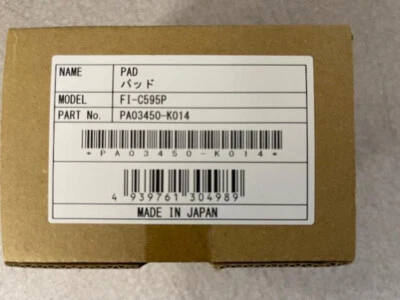 NAME PAD
パッド
MODEL FI-C595P
PART No. PA03450-K014
*PA03450-K014*
4 939761 304989
MADE IN JAPAN